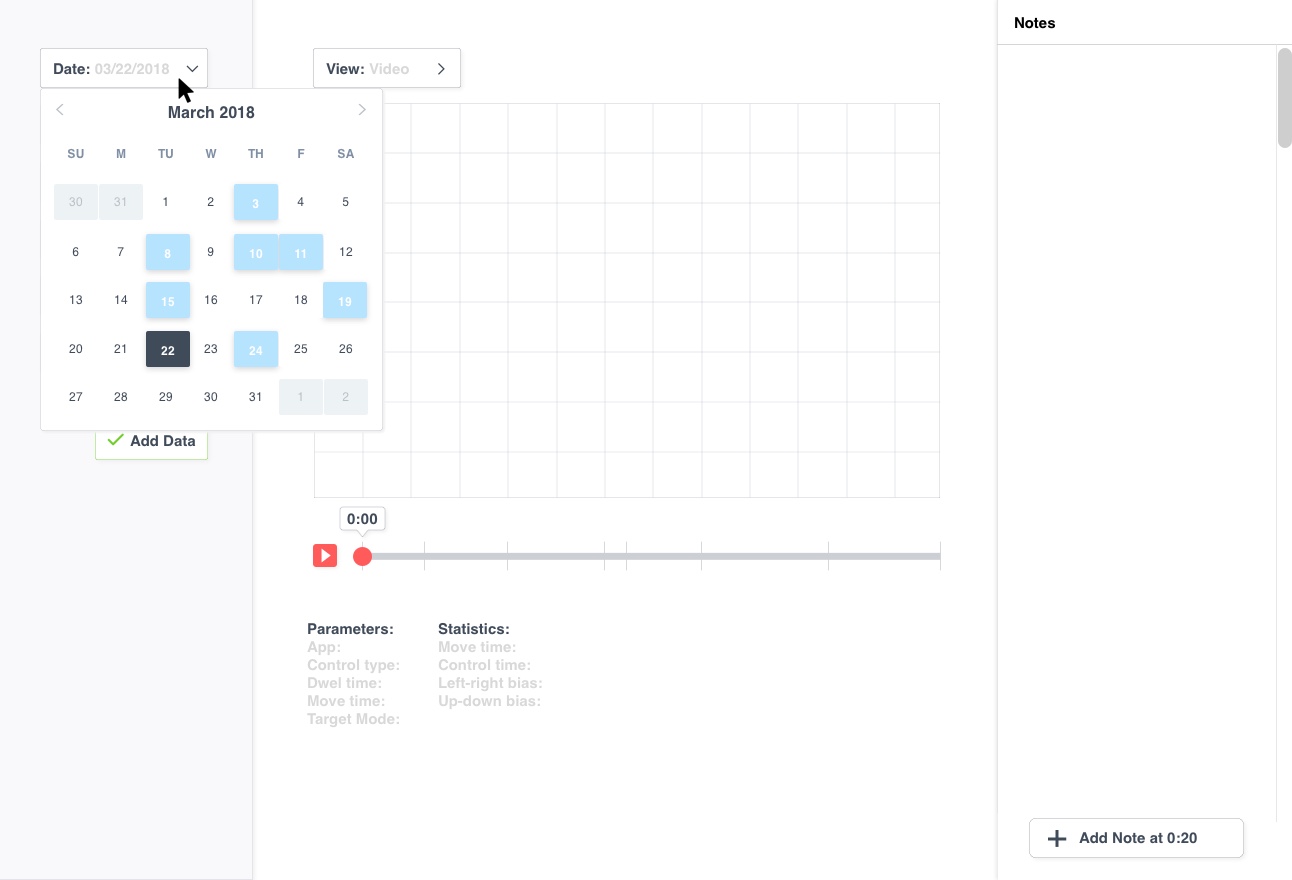 Notes
Date: 03/22/2018
View: Video
March 2018
SU M TU W TH F SA
30 31 1 2 3 4 5
6 7 8 9 10 11 12
13 14 15 16 17 18 19
20 21 22 23 24 25 26
27 28 29 30 31 1 2
Add Data
0:00
Parameters:
App:
Control type:
Dwel time:
Move time:
Target Mode:
Statistics:
Move time:
Control time:
Left-right bias:
Up-down bias:
Add Note at 0:20